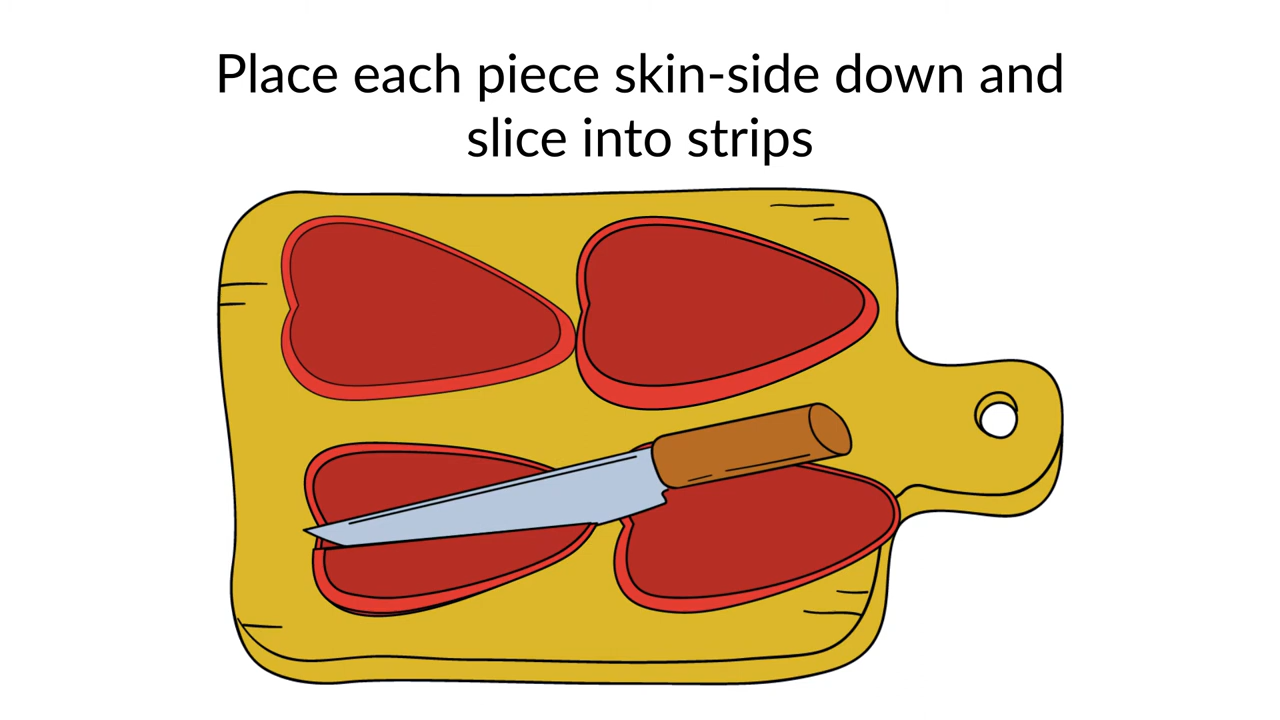 Place each piece skin-side down and
slice into strips